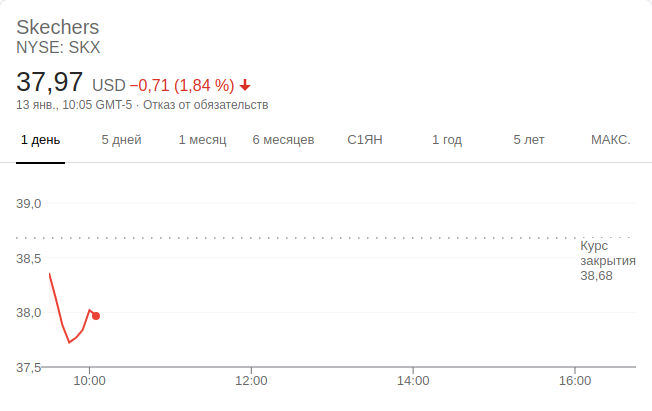 Skechers
NYSE: SKX
37,97 USD −0,71 (1,84 %)
13 янв., 10:05 GMT-5 · Отказ от обязательств
1 день 5 дней 1 месяц 6 месяцев С1ЯН 1 год 5 лет МАКС.
39,0
38,5
38,0
37,5
Курс
закрытия
38,68
10:00 12:00 14:00 16:00